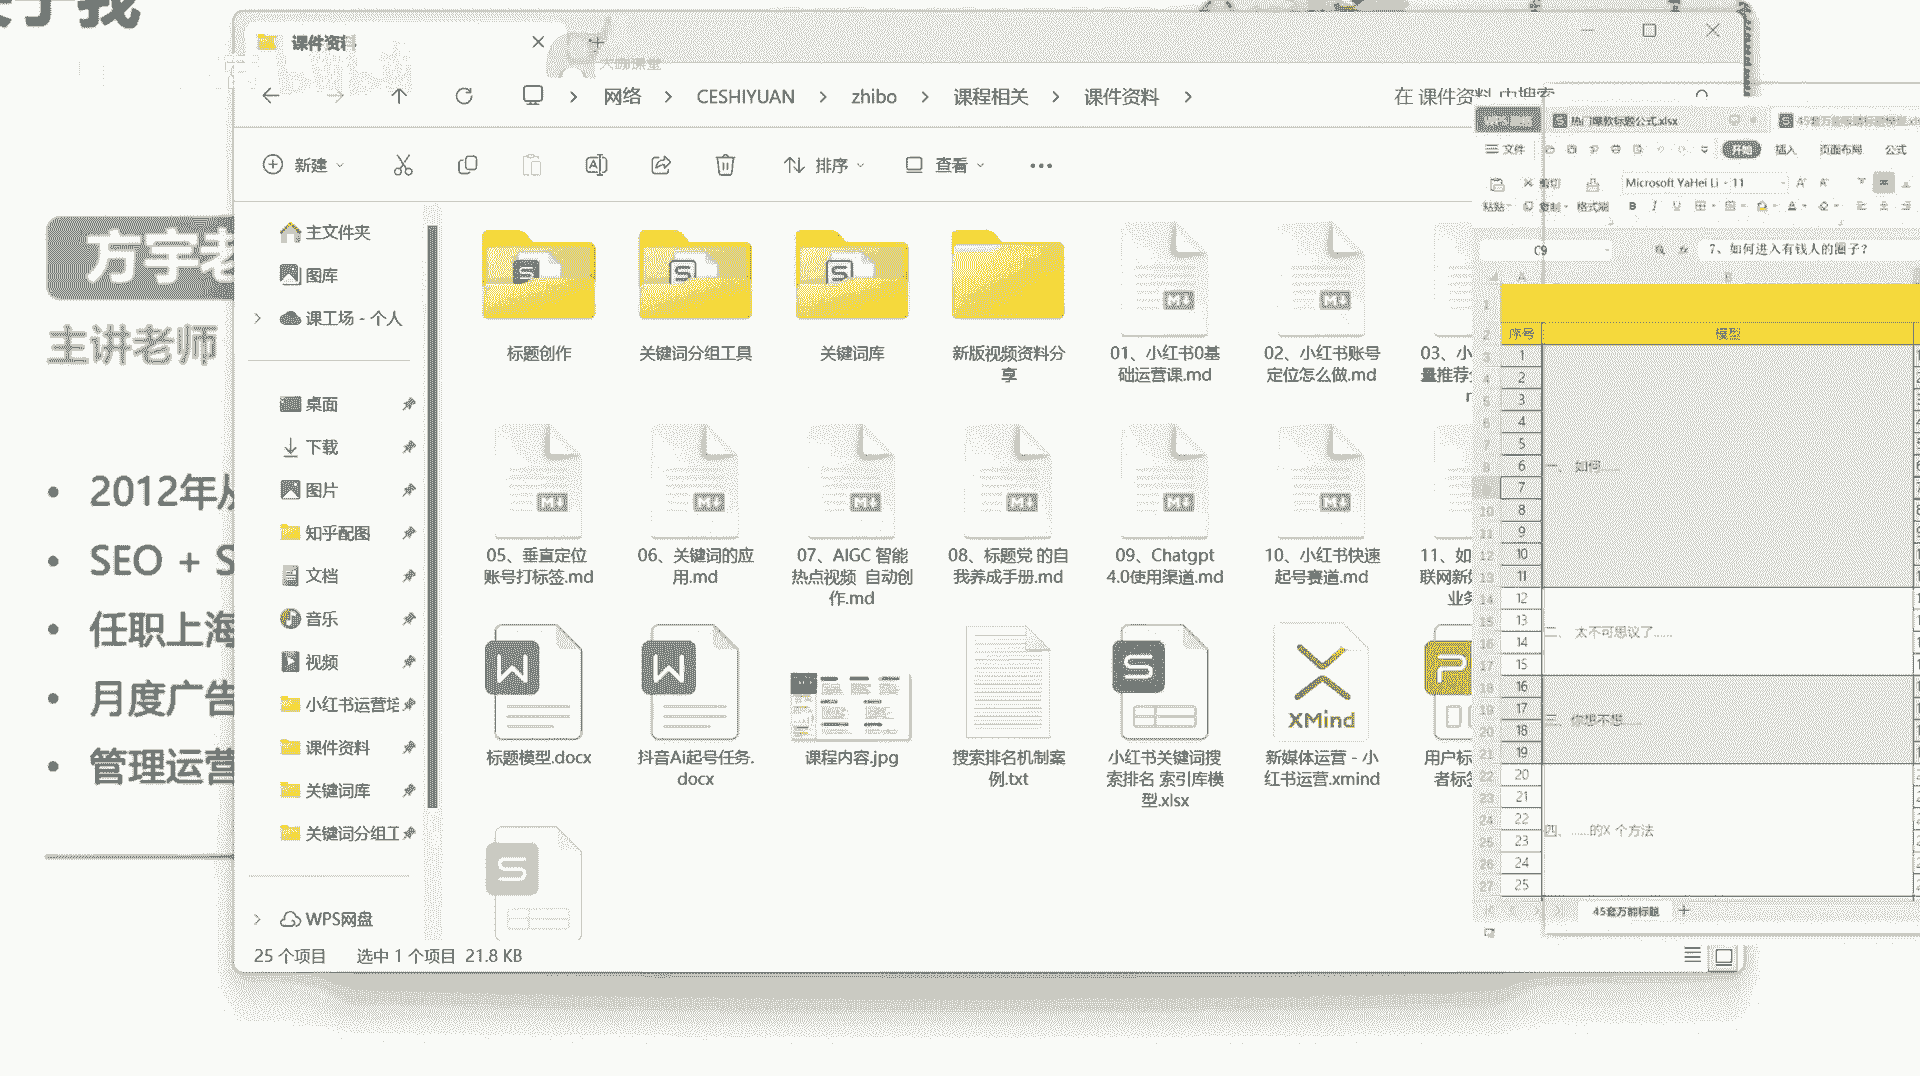 于我
课件资料
大咖课堂
网络
CESHIYUAN
zhibo
课程相关
课件资料
在 课件资料 中搜索
新建
排序
查看
主文件夹
图库
课工场 - 个人
桌面
下载
图片
知乎配图
文档
音乐
视频
小红书运营培
课件资料
关键词库
关键词分组工
WPS网盘
标题创作
关键词分组工具
关键词库
新版视频资料分
享
01、小红书0基
础运营课.md
02、小红书账号
定位怎么做.md
03、小
量推荐
05、垂直定位
账号打标签.md
06、关键词的应
用.md
07、AIGC 智能
热点视频 自动创
作.md
08、标题党 的自
我养成手册.md
09、Chatgpt
4.0使用渠道.md
10、小红书快速
起号赛道.md
11、如
联网新
业务
标题模型.docx
抖音Ai起号任务.
docx
课程内容.jpg
搜索排名机制案
例.txt
小红书关键词搜
索排名 索引库模
型.xlsx
XMind
新媒体运营 - 小
红书运营.xmind
用户标
者标签
25 个项目
选中 1 个项目 21.8 KB
方宇老
主讲老师
2012年从
SEO + S
任职上海
月度广告
管理运营
热门爆款标题公式.xlsx
文件
开始
插入
页面布局
公式
剪切
粘贴
复制
格式刷
Microsoft YaHei Li
11
C9
fx
7、如何进入有钱人的圈子?
A
B
序号
模型
1
2
3
4
5
6
7
8
9
10
11
12
13
14
15
16
17
18
19
20
21
22
23
24
25
一、 如何……
二、 太不可思议了……
三、 你想不想……
四、 ……的X 个方法
45套万能标题